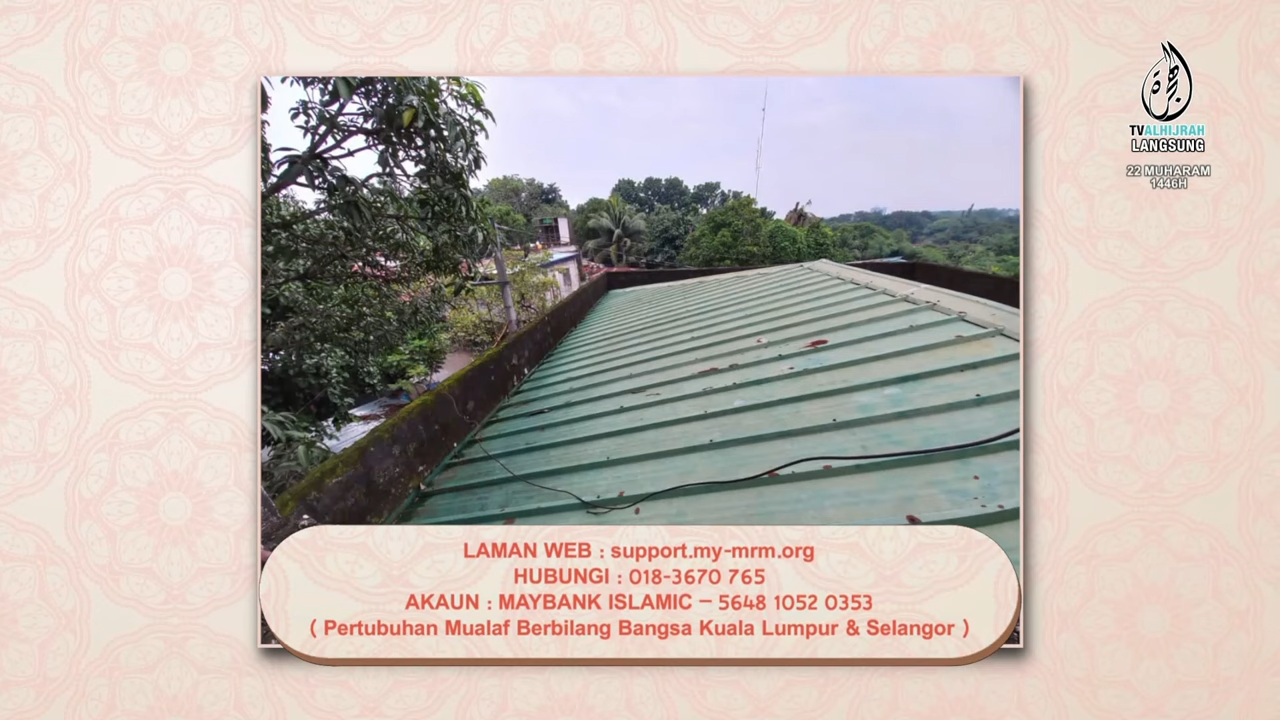 هجرة
TVALHIJRAH
LANGSUNG
22 MUHARAM
1446H
LAMAN WEB : support.my-mrm.org
HUBUNGI : 018-3670 765
AKAUN : MAYBANK ISLAMIC – 5648 1052 0353
( Pertubuhan Mualaf Berbilang Bangsa Kuala Lumpur & Selangor )